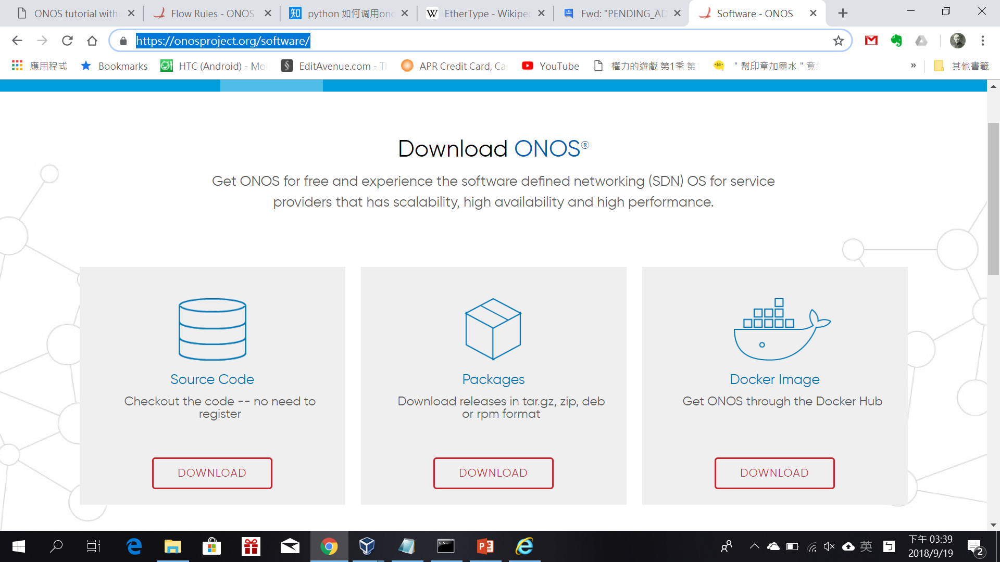 ONOS tutorial with
Flow Rules - ONOS
知 python 如何调用onc
W EtherType - Wikipe
Fwd: "PENDING_AD
Software - ONOS
https://onosproject.org/software/
應用程式
Bookmarks
HTC (Android) - Mo
EditAvenue.com - T
APR Credit Card, Ca
YouTube
權力的遊戲 第1季 第
" 幫印章加墨水 " 竟
»
其他書籤
Download ONOS®
Get ONOS for free and experience the software defined networking (SDN) OS for service
providers that has scalability, high availability and high performance.
Source Code
Checkout the code -- no need to
register
DOWNLOAD
Packages
Download releases in tar.gz, zip, deb
or rpm format
DOWNLOAD
Docker Image
Get ONOS through the Docker Hub
DOWNLOAD
英
ㄅ
下午 03:39
2018/9/19
2